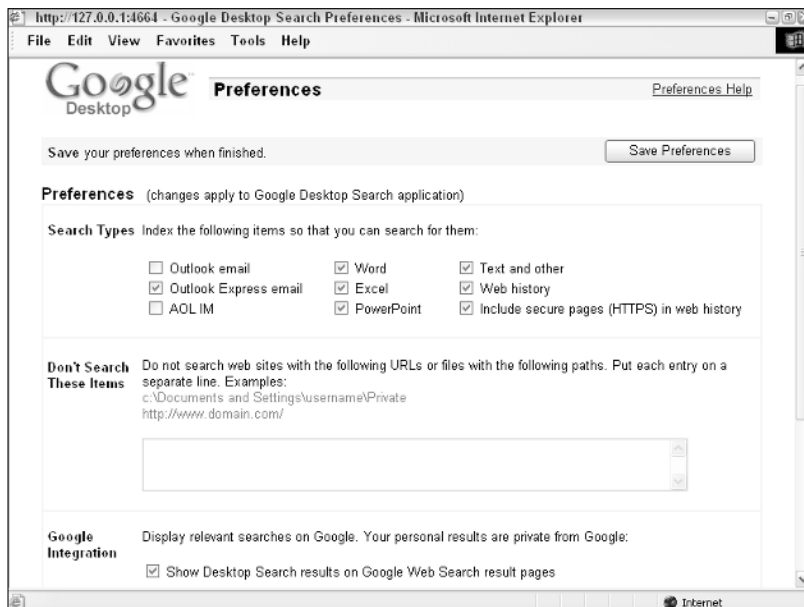 http://127.0.0.1:4664 - Google Desktop Search Preferences - Microsoft Internet Explorer
File Edit View Favorites Tools Help
Google
Desktop
Preferences
Preferences Help
Save your preferences when finished.
Save Preferences
Preferences (changes apply to Google Desktop Search application)
Search Types Index the following items so that you can search for them:
Outlook email Word Text and other
Outlook Express email Excel Web history
AOL IM PowerPoint Include secure pages (HTTPS) in web history
Don't Search Do not search web sites with the following URLs or files with the following paths. Put each entry on a
These Items separate line. Examples:
c:\Documents and Settings\username\Private
http://www.domain.com/
Google Display relevant searches on Google. Your personal results are private from Google:
Integration
Show Desktop Search results on Google Web Search result pages
Internet